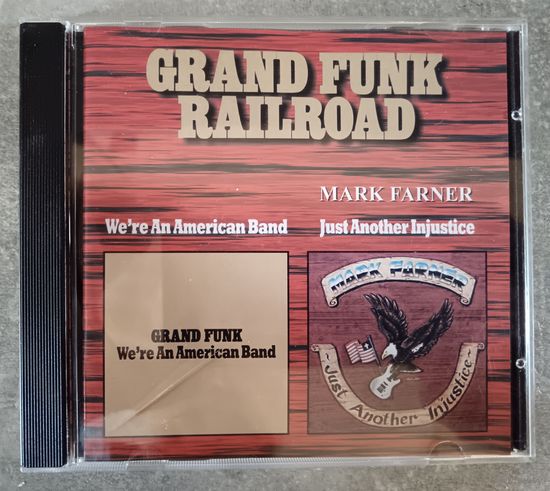 GRAND FUNK
RAILROAD
MARK FARNER
We're An American Band
Just Another Injustice
GRAND FUNK
We're An American Band
MARK FARNER
~Just Another Injustice~